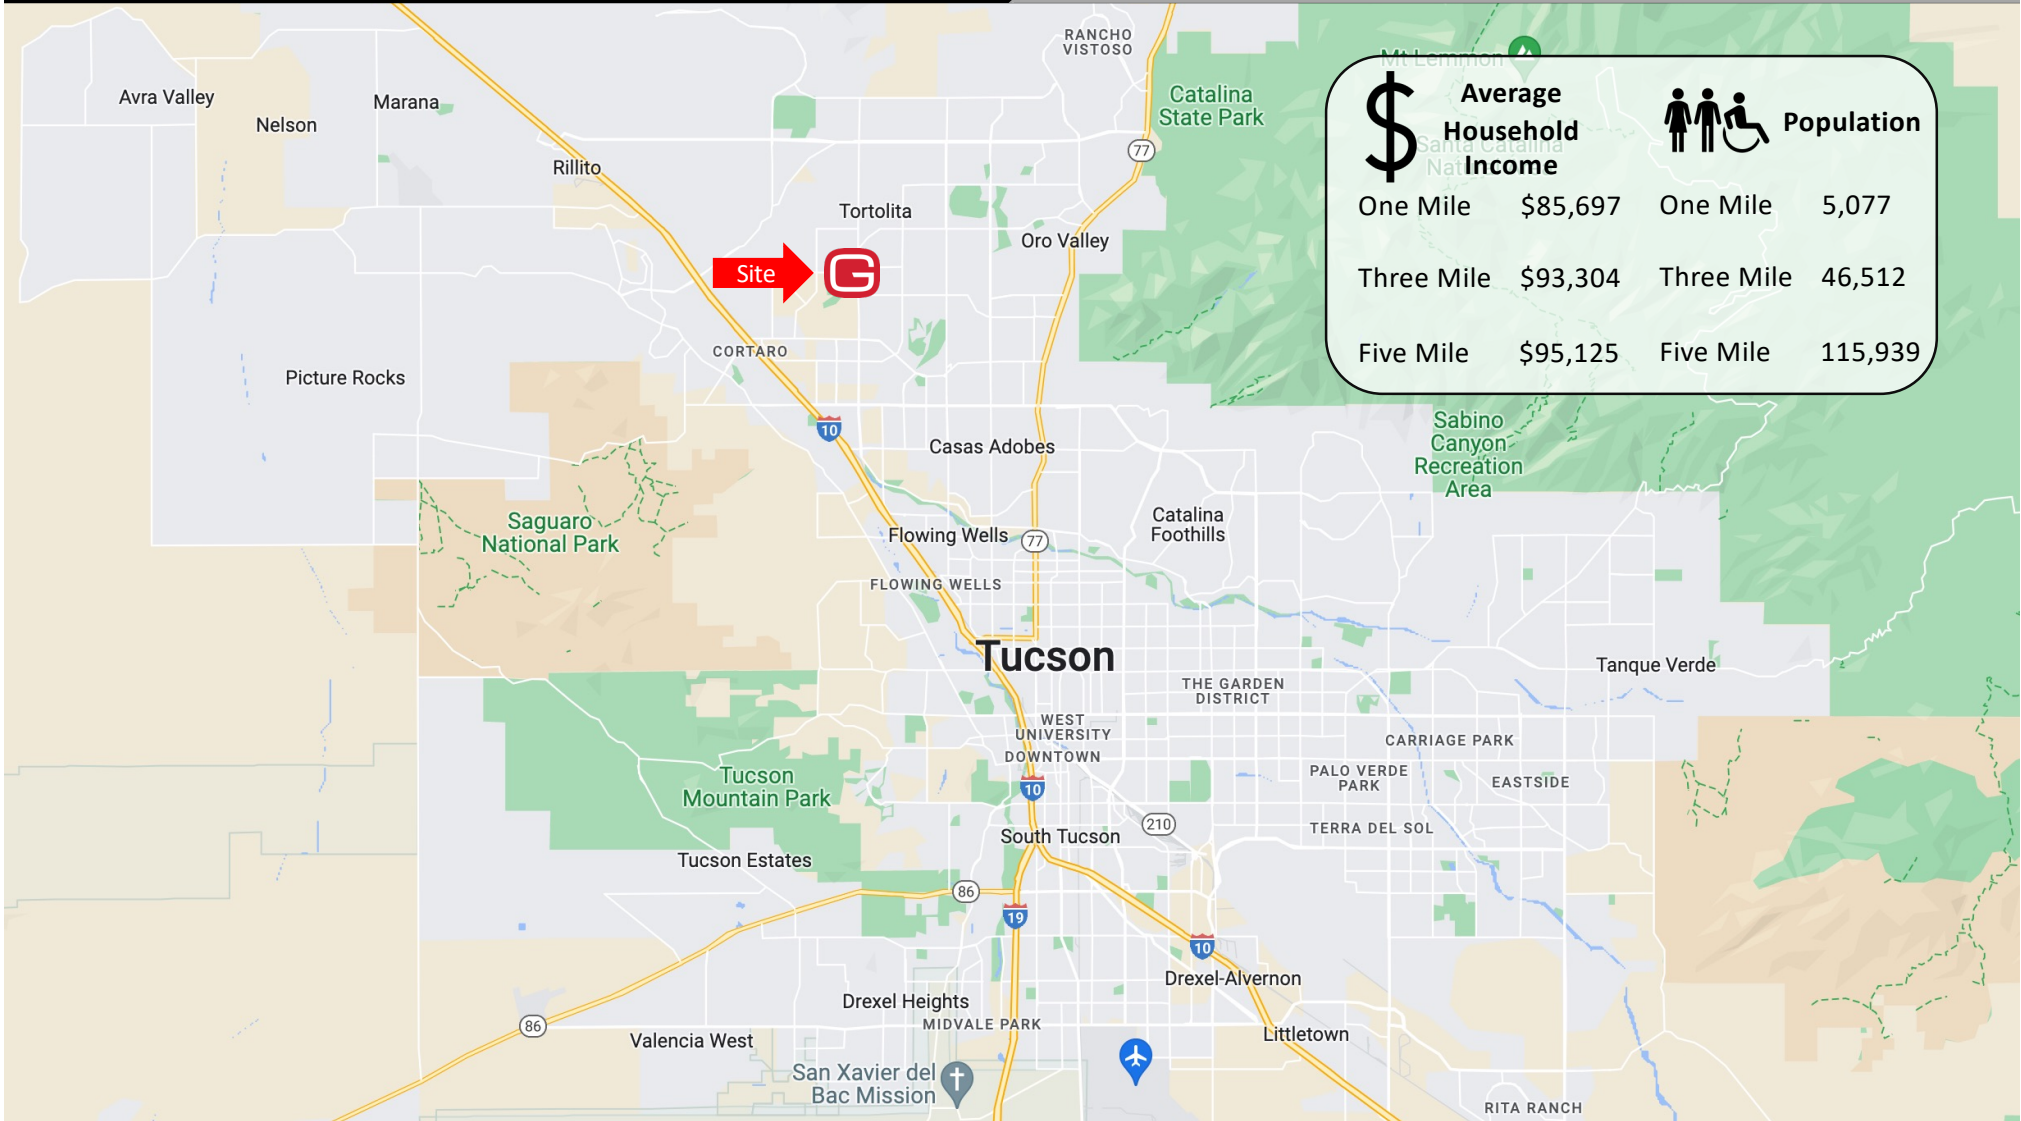 RANCHO
VISTOSO
Mt Lemmon
Avra Valley
Nelson
Marana
Rillito
Catalina
State Park
77
Tortolita
Oro Valley
Site
G
$
Average
Household
Income
Population
Santa Catalina
One Mile $85,697 One Mile 5,077
Three Mile $93,304 Three Mile 46,512
Five Mile $95,125 Five Mile 115,939
CORTARO
Picture Rocks
10
Casas Adobes
Sabino
Canyon
Recreation
Area
Saguaro
National Park
Flowing Wells
77
Catalina
Foothills
FLOWING WELLS
Tucson
Tanque Verde
THE GARDEN
DISTRICT
WEST
UNIVERSITY
DOWNTOWN
CARRIAGE PARK
Tucson
Mountain Park
10
PALO VERDE
PARK
EASTSIDE
South Tucson
210
TERRA DEL SOL
Tucson Estates
86
19
10
Drexel-Alvernon
Drexel Heights
MIDVALE PARK
86
Valencia West
Littletown
San Xavier del
Bac Mission
RITA RANCH